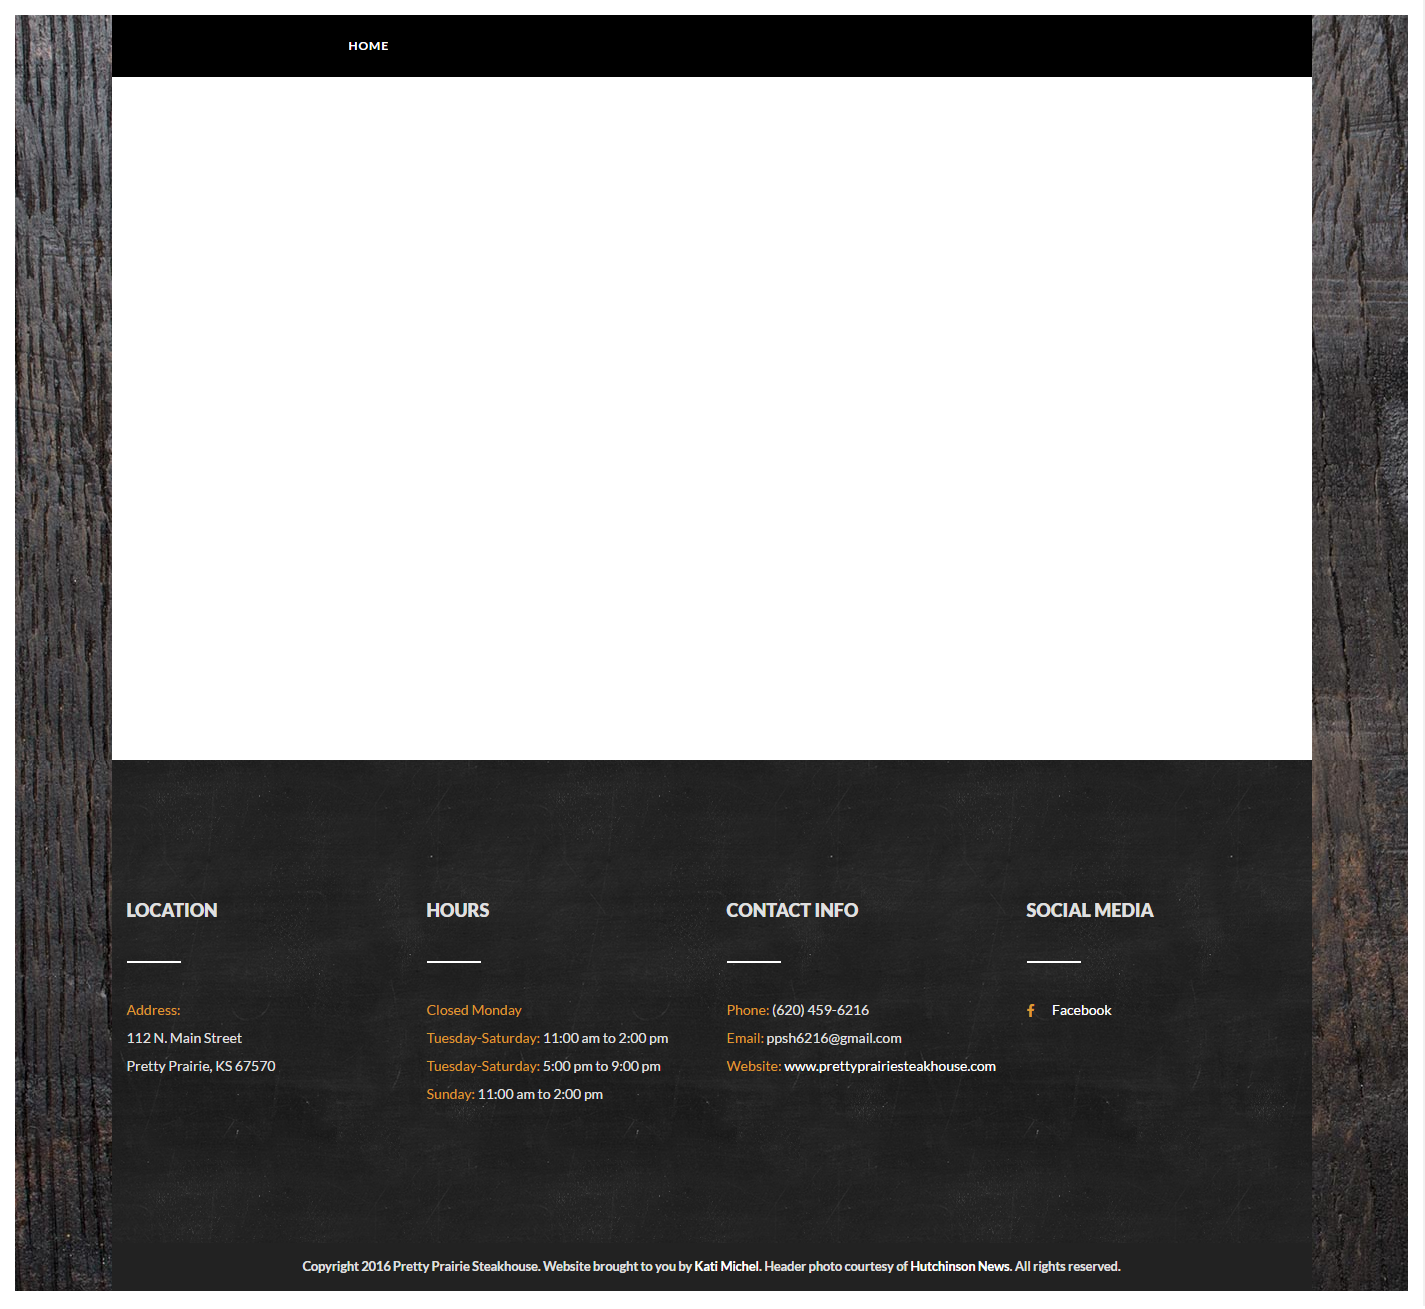 HOME
LOCATION
Address:
112 N. Main Street
Pretty Prairie, KS 67570
HOURS
Closed Monday
Tuesday-Saturday: 11:00 am to 2:00 pm
Tuesday-Saturday: 5:00 pm to 9:00 pm
Sunday: 11:00 am to 2:00 pm
CONTACT INFO
Phone: (620) 459-6216
Email: ppsh6216@gmail.com
Website: www.prettyprairiesteakhouse.com
SOCIAL MEDIA
Facebook
Copyright 2016 Pretty Prairie Steakhouse. Website brought to you by Kati Michel. Header photo courtesy of Hutchinson News. All rights reserved.